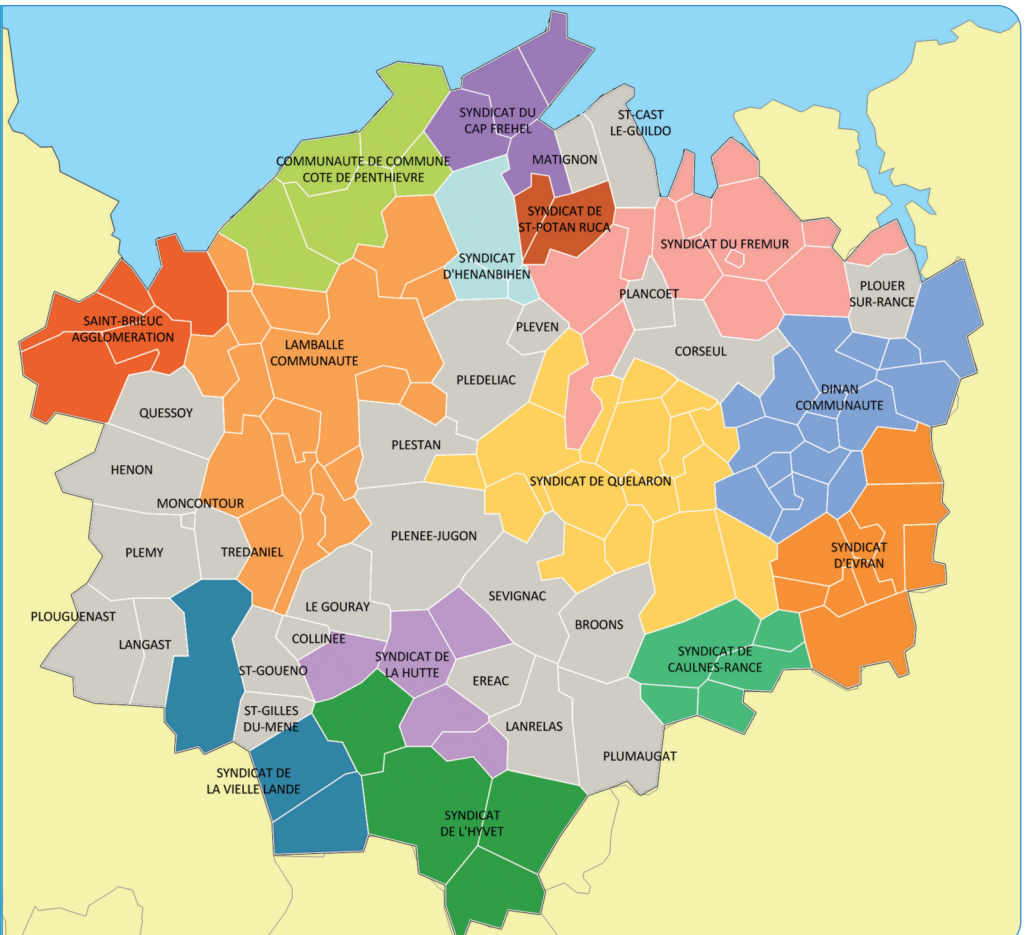 SYNDICAT DU
CAP FREHEL
ST-CAST
LE-GUILDO
COMMUNAUTE DE COMMUNE
COTE DE PENTHIEVRE
MATIGNON
SYNDICAT DE
ST-POTAN RUCA
SYNDICAT DU FREMUR
SYNDICAT
D'HENANBIHEN
PLANCOET
PLOUER
SUR-RANCE
SAINT-BRIEUC
AGGLOMERATION
PLEVEN
LAMBALLE
COMMUNAUTE
CORSEUL
PLEDELIAC
DINAN
COMMUNAUTE
QUESSOY
PLESTAN
HENON
SYNDICAT DE QUELARON
MONCONTOUR
PLENEE-JUGON
PLEMY
TREDANIEL
SYNDICAT
D'EVRAN
SEVIGNAC
LE GOURAY
PLOUGUENAST
BROONS
LANGAST
COLLINEE
SYNDICAT DE
LA HUTTE
SYNDICAT DE
CAULNES-RANCE
ST-GOUENO
EREAC
ST-GILLES
DU-MENE
LANRELAS
PLUMAUGAT
SYNDICAT DE
LA VIELLE LANDE
SYNDICAT
DE L'HYVET